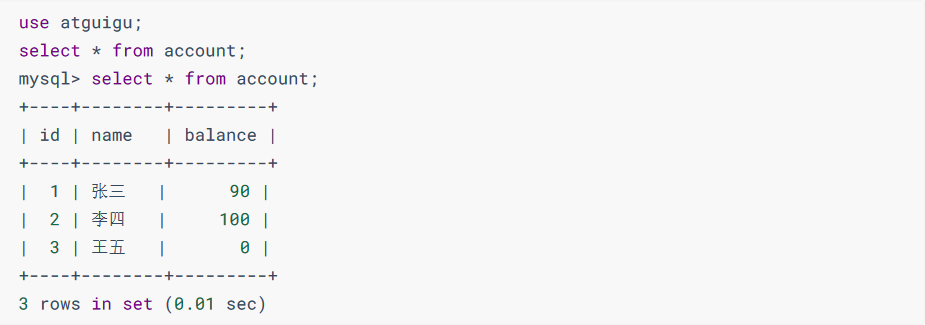 use atguigu;
select * from account;
mysql> select * from account;
+----+--------+---------+
| id | name   | balance |
+----+--------+---------+
|  1 | 张三   |      90 |
|  2 | 李四   |     100 |
|  3 | 王五   |       0 |
+----+--------+---------+
3 rows in set (0.01 sec)